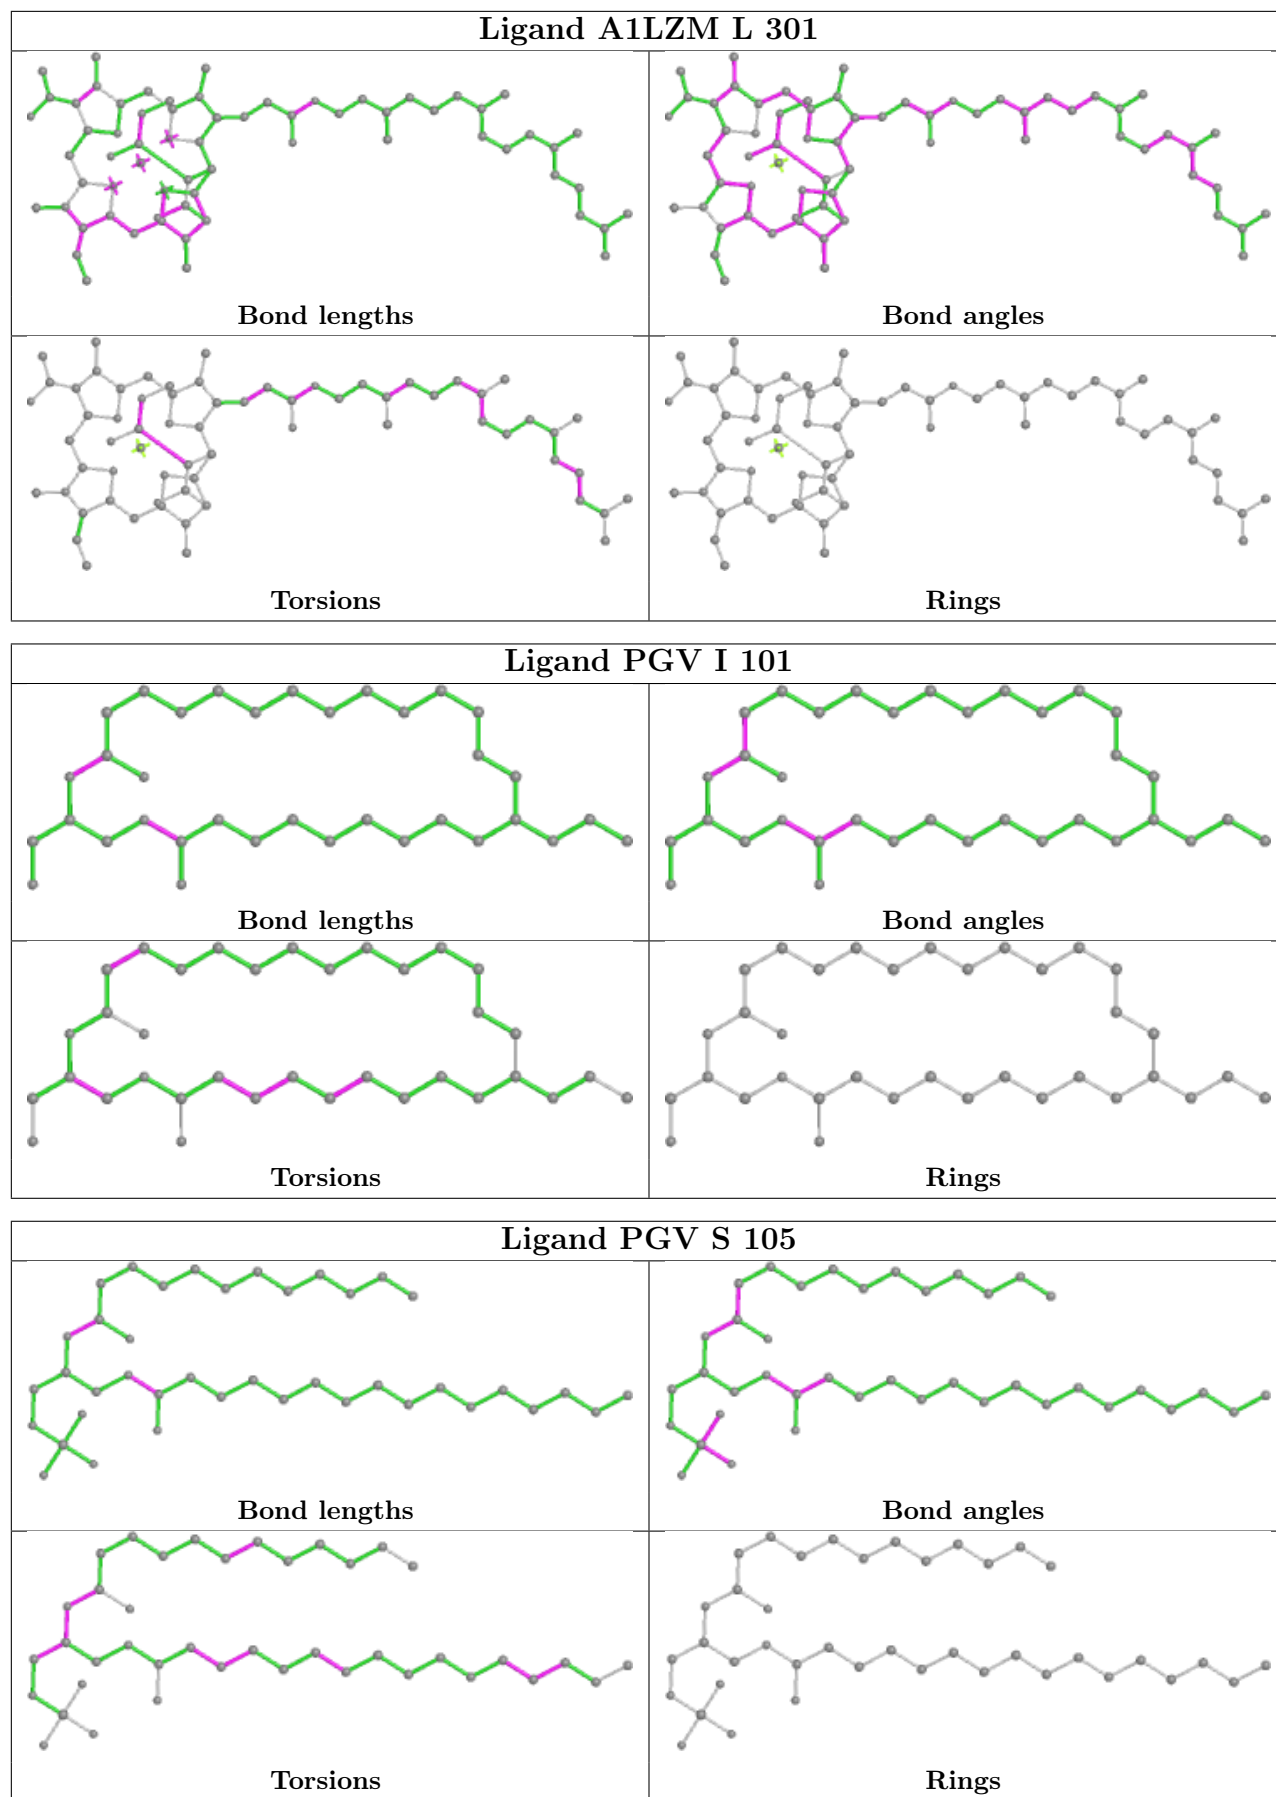 Ligand A1LZM L 301
Bond lengths
Bond angles
Torsions
Rings
Ligand PGV I 101
Bond lengths
Bond angles
Torsions
Rings
Ligand PGV S 105
Bond lengths
Bond angles
Torsions
Rings